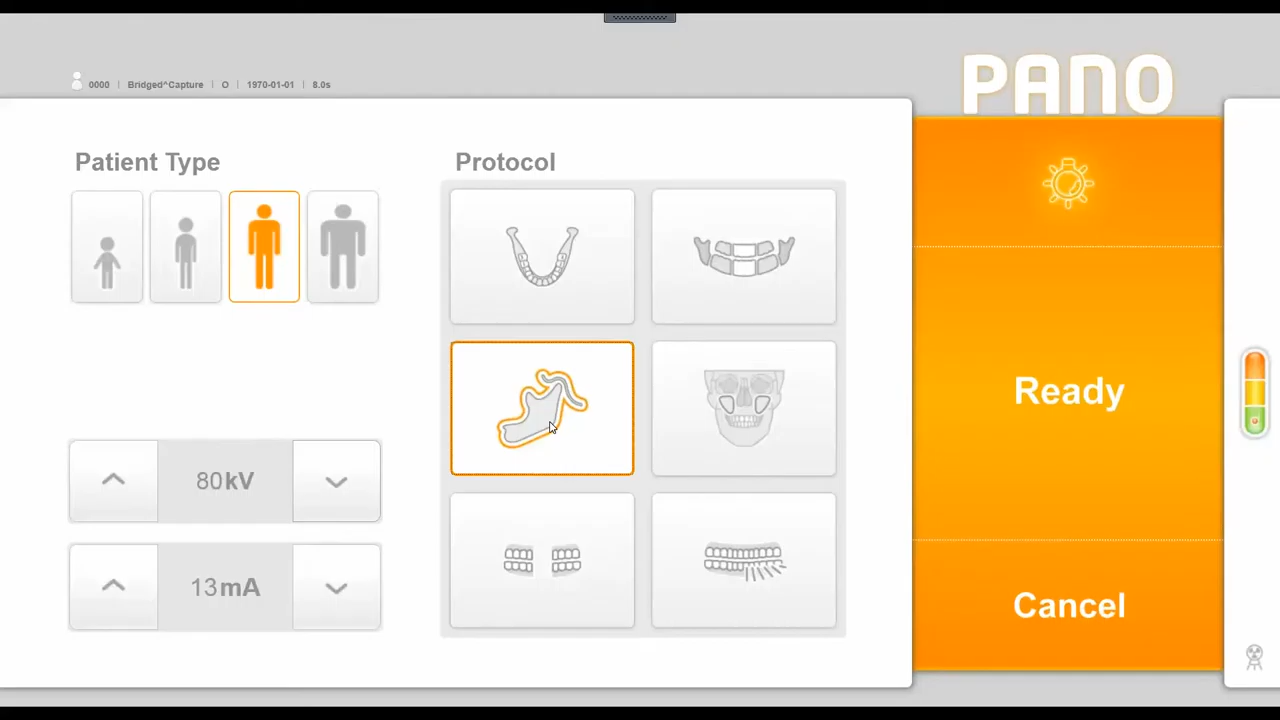 0000 | Bridged^Capture | O | 1970-01-01 | 8.0s
PANO
Patient Type
Protocol
80kV
13mA
Ready
Cancel